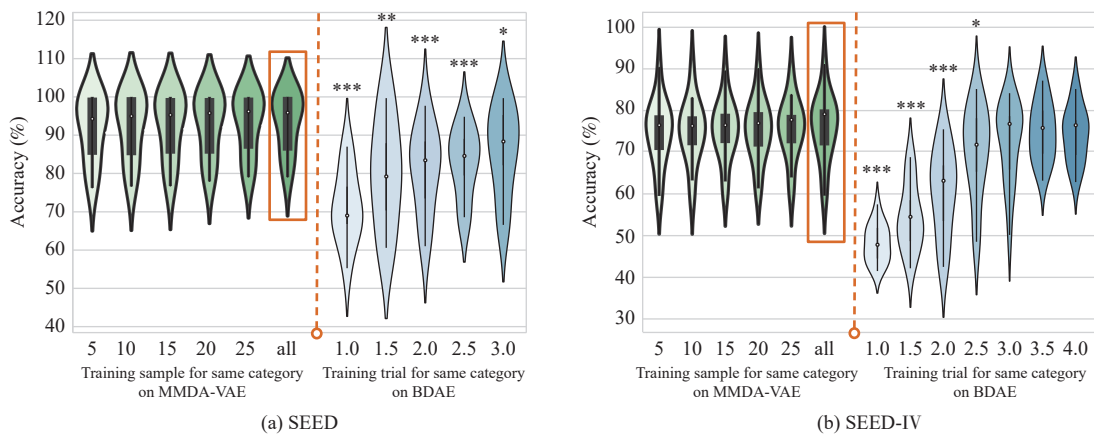 120
110
100
90
80
70
60
50
40
Accuracy (%)
***
**
***
***
*
5 10 15 20 25 all 1.0 1.5 2.0 2.5 3.0
Training sample for same category
on MMDA-VAE
Training trial for same category
on BDAE
(a) SEED
100
90
80
70
60
50
40
30
Accuracy (%)
***
***
***
*
5 10 15 20 25 all 1.0 1.5 2.0 2.5 3.0 3.5 4.0
Training sample for same category
on MMDA-VAE
Training trial for same category
on BDAE
(b) SEED-IV